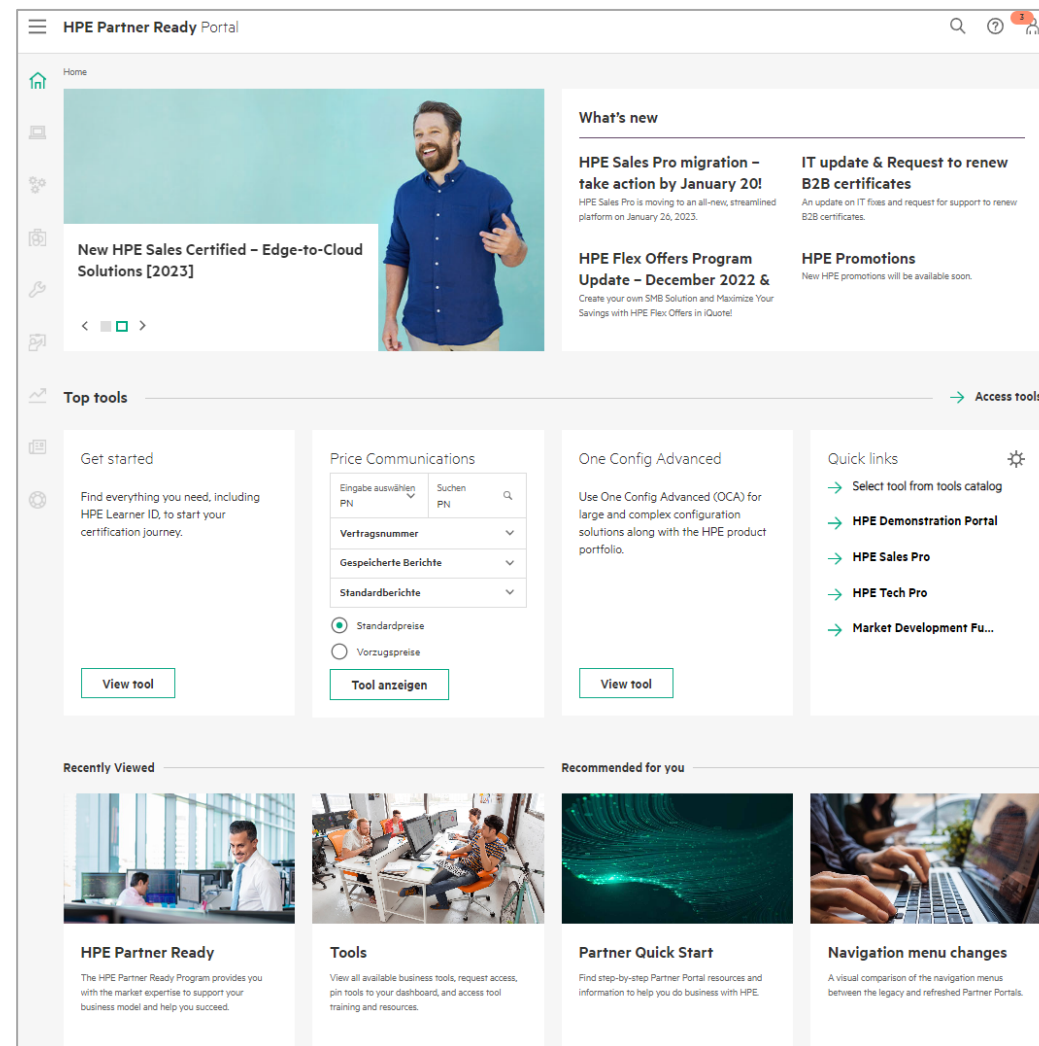 HPE Partner Ready Portal
3
Home
New HPE Sales Certified – Edge-to-Cloud
Solutions [2023]
What's new
HPE Sales Pro migration –
take action by January 20!
HPE Sales Pro is moving to an all-new, streamlined
platform on January 26, 2023.
IT update & Request to renew
B2B certificates
An update on IT fixes and request for support to renew
B2B certificates.
HPE Flex Offers Program
Update – December 2022 &
Create your own SMB Solution and Maximize Your
Savings with HPE Flex Offers in iQuote!
HPE Promotions
New HPE promotions will be available soon.
Top tools
Access tools
Get started
Find everything you need, including
HPE Learner ID, to start your
certification journey.
View tool
Price Communications
Eingabe auswählen
PN
Suchen
PN
Vertragsnummer
Gespeicherte Berichte
Standardberichte
Standardpreise
Vorzugspreise
Tool anzeigen
One Config Advanced
Use One Config Advanced (OCA) for
large and complex configuration
solutions along with the HPE product
portfolio.
View tool
Quick links
Select tool from tools catalog
HPE Demonstration Portal
HPE Sales Pro
HPE Tech Pro
Market Development Fu...
Recently Viewed
Recommended for you
HPE Partner Ready
The HPE Partner Ready Program provides you
with the market expertise to support your
business model and help you succeed.
Tools
View all available business tools, request access,
pin tools to your dashboard, and access tool
training and resources.
Partner Quick Start
Find step-by-step Partner Portal resources and
information to help you do business with HPE.
Navigation menu changes
A visual comparison of the navigation menus
between the legacy and refreshed Partner Portals.